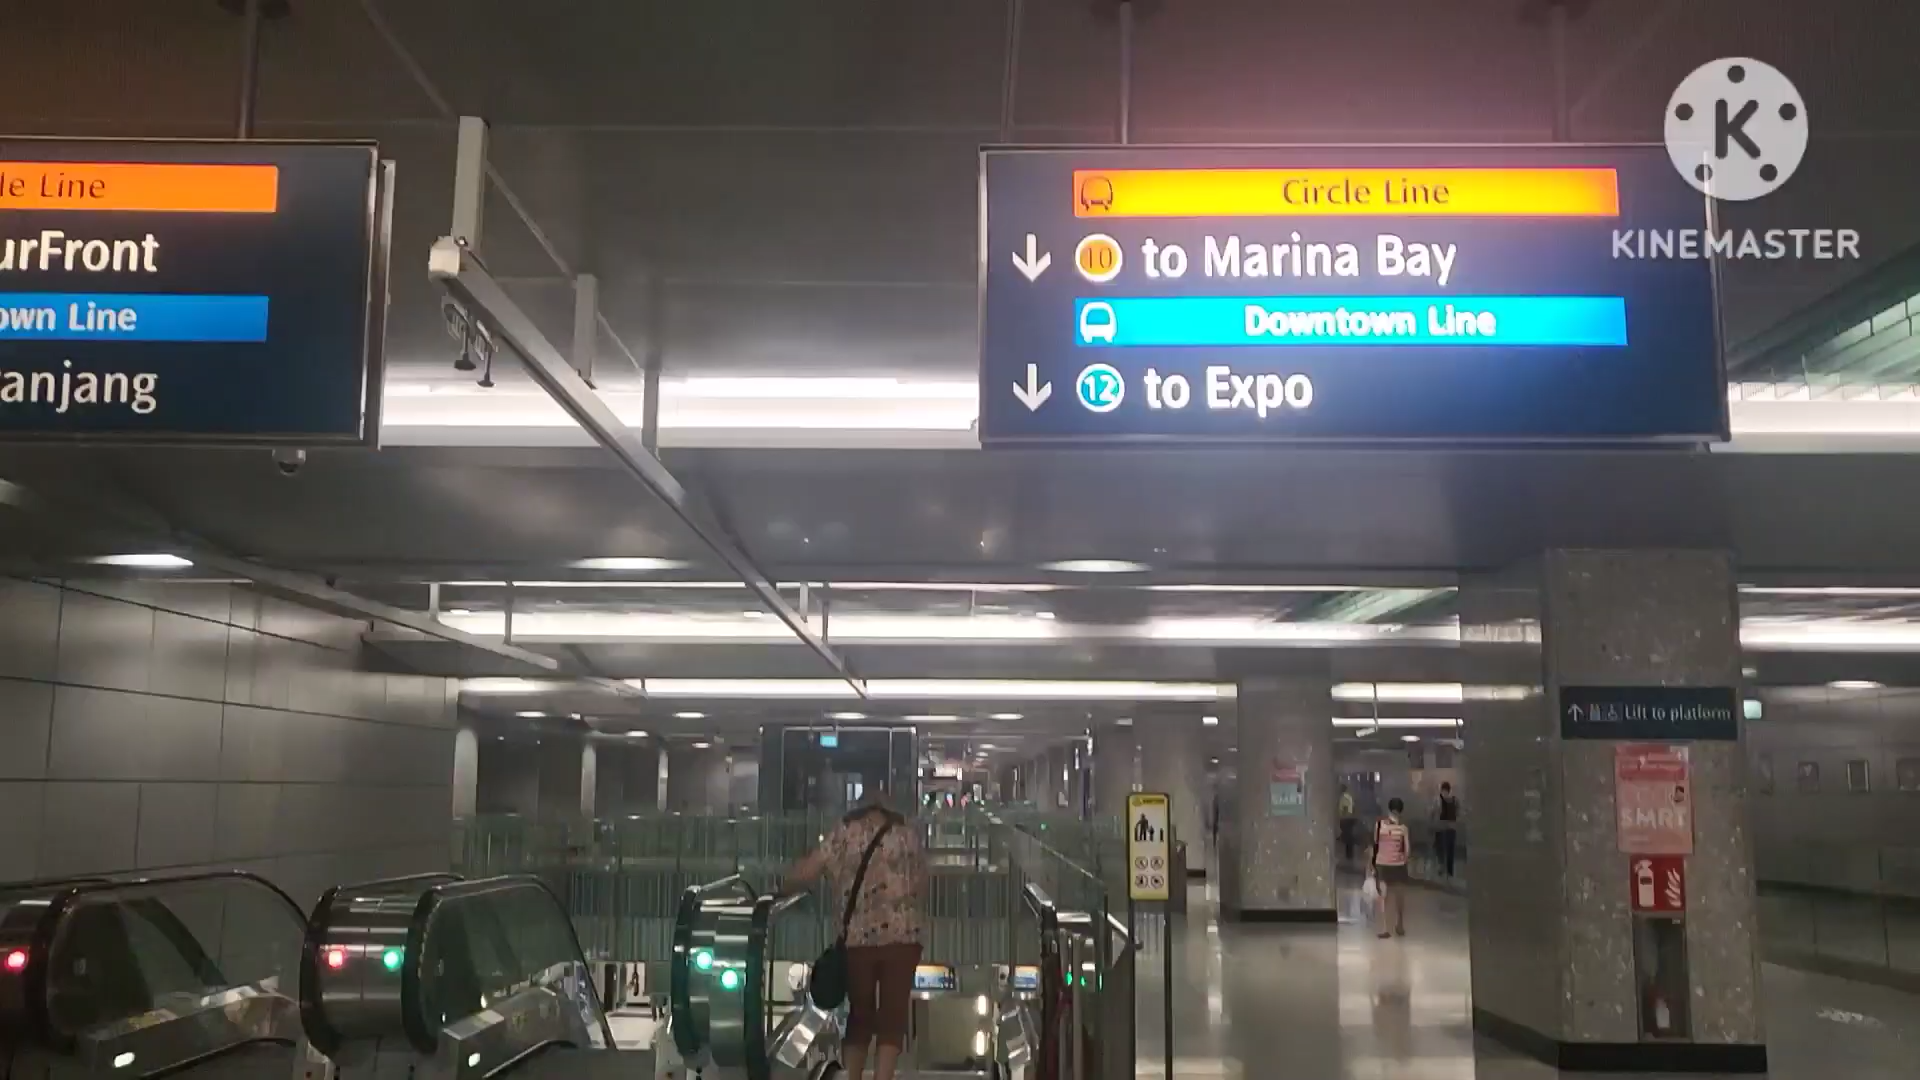 le Line
urFront
own Line
anjang
Circle Line
10 to Marina Bay
Downtown Line
12 to Expo
K
KINEMASTER
Lift to platform
SMRT
SMRT